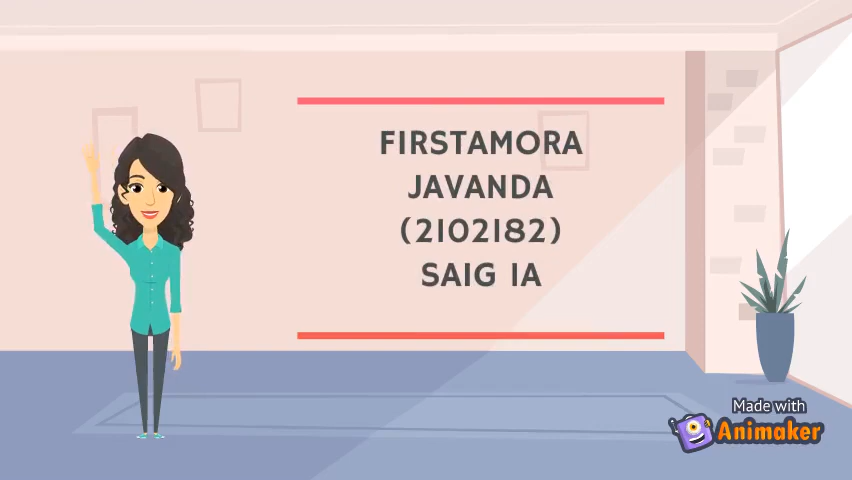 FIRSTAMORA
JAVANDA
(2102182)
SAIG IA
Made with
Animaker